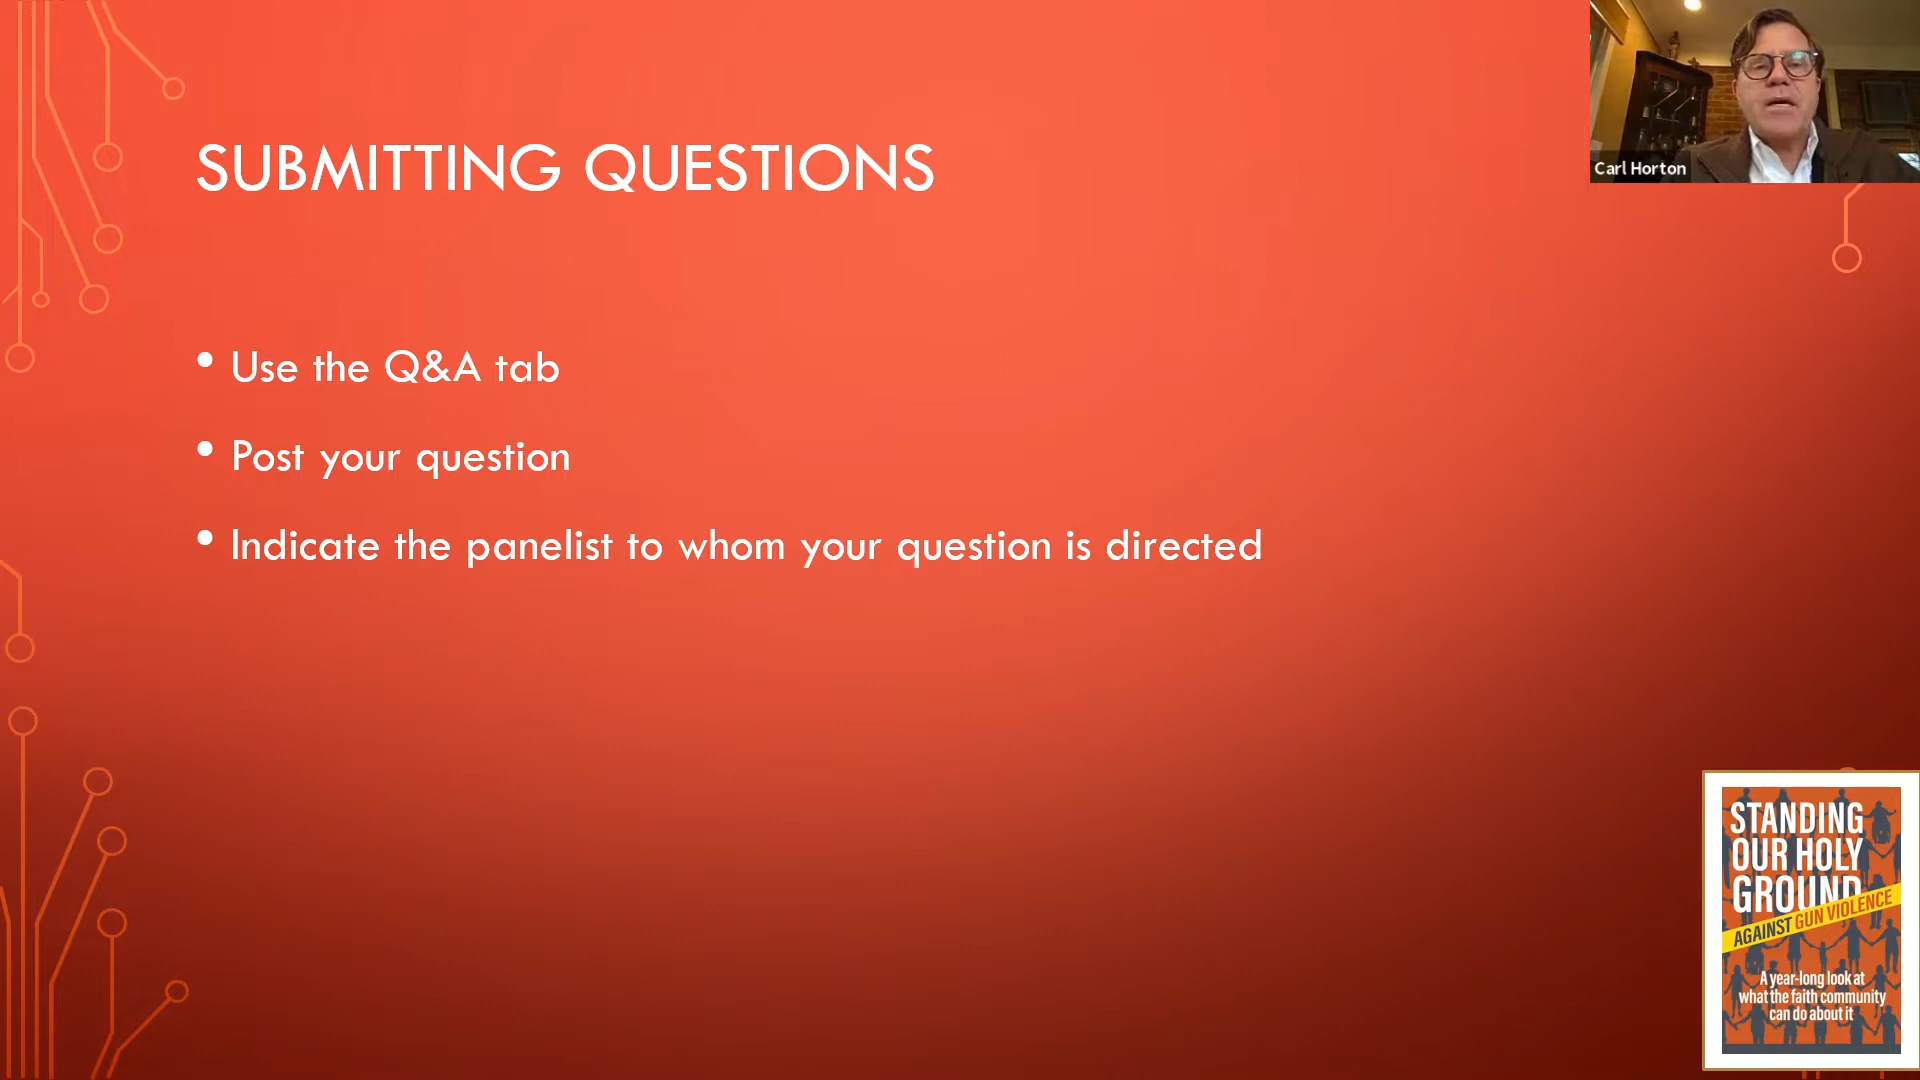 SUBMITTING QUESTIONS
• Use the Q&A tab
• Post your question
• Indicate the panelist to whom your question is directed
Carl Horton
STANDING
OUR HOLY
GROUND
AGAINST GUN VIOLENCE
A year-long look at
what the faith community
can do about it